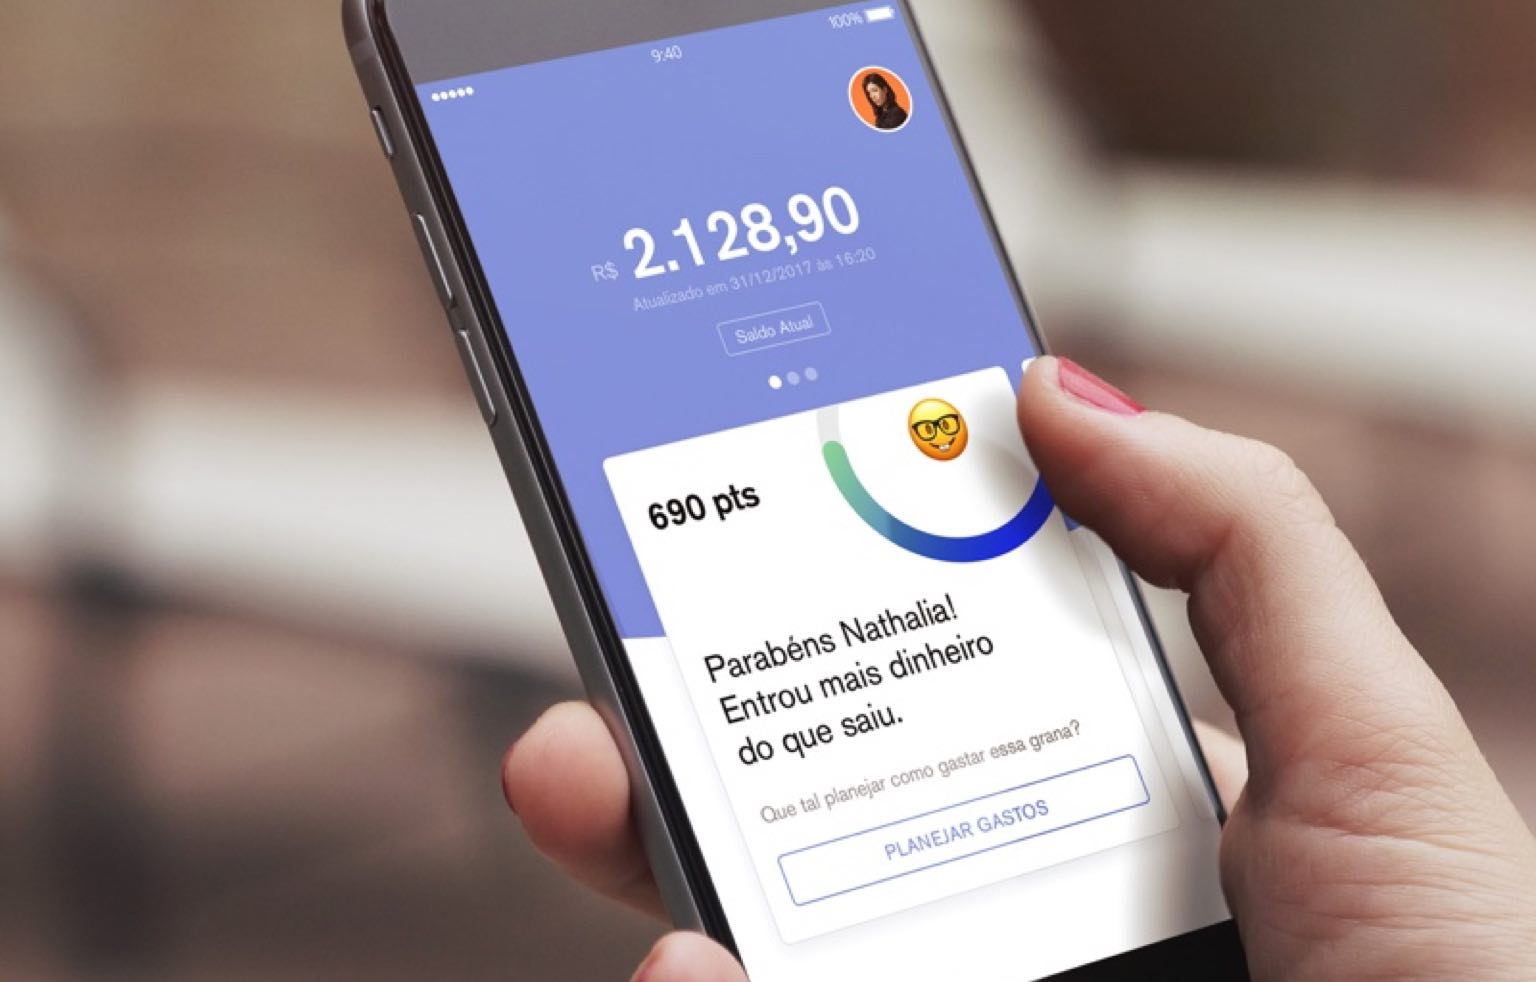 100%
9:40
R$ 2.128,90
Atualizado em 31/12/2017 às 16:20
Saldo Atual
690 pts
Parabéns Nathalia!
Entrou mais dinheiro
do que saiu.
Que tal planejar como gastar essa grana?
PLANEJAR GASTOS